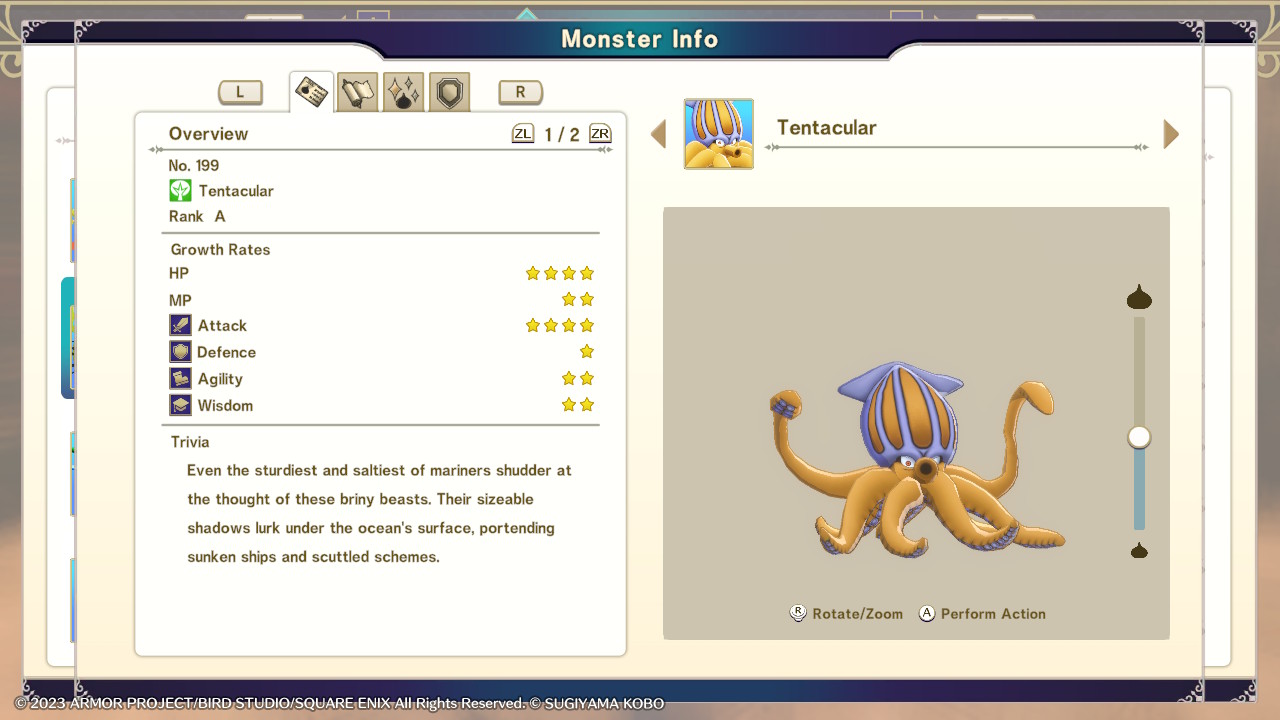 Monster Info
L
R
Overview
ZL 1 / 2 ZR
No. 199
Tentacular
Rank A
Growth Rates
HP
MP
Attack
Defence
Agility
Wisdom
Trivia
Even the sturdiest and saltiest of mariners shudder at
the thought of these briny beasts. Their sizeable
shadows lurk under the ocean's surface, portending
sunken ships and scuttled schemes.
Tentacular
R Rotate/Zoom A Perform Action
© 2023 ARMOR PROJECT/BIRD STUDIO/SQUARE ENIX All Rights Reserved. © SUGIYAMA KOBO